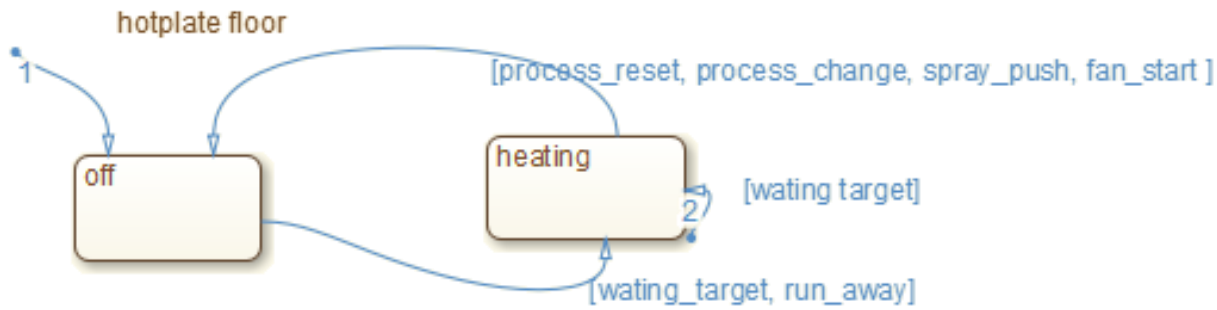 hotplate floor
1
[process_reset, process_change, spray_push, fan_start ]
off
heating
[wating target]
2
[wating_target, run_away]